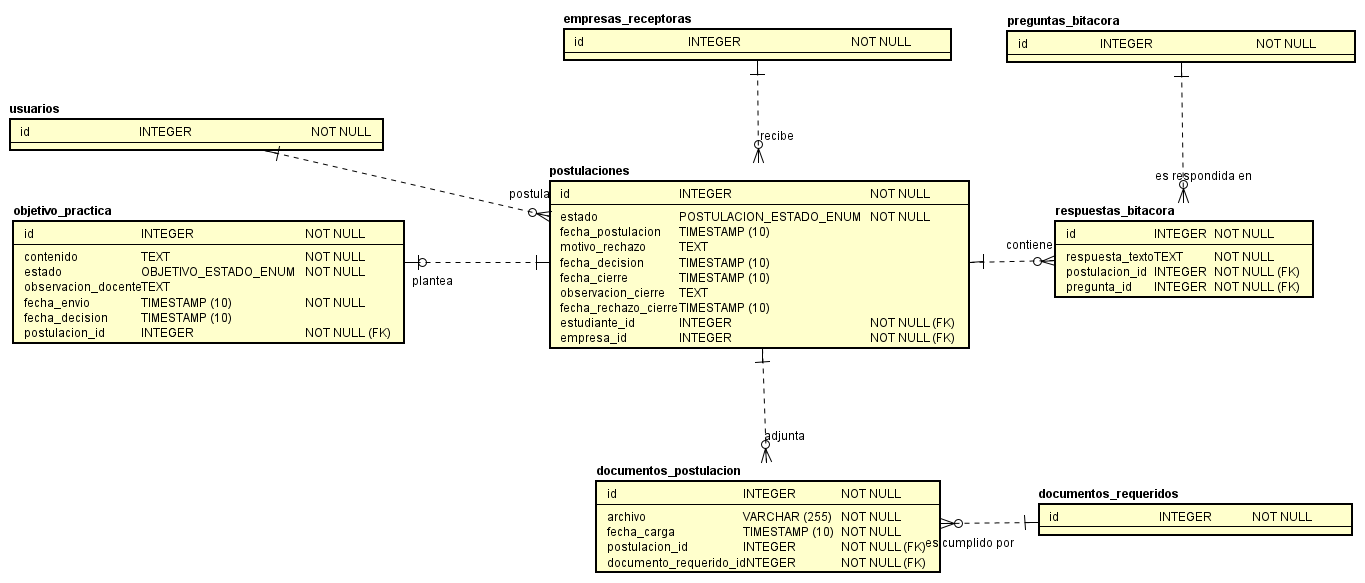 empresas_receptoras
id INTEGER NOT NULL
preguntas_bitacora
id INTEGER NOT NULL
usuarios
id INTEGER NOT NULL
recibe
es respondida en
postula
postulaciones
id INTEGER NOT NULL
estado POSTULACION_ESTADO_ENUM NOT NULL
fecha_postulacion TIMESTAMP (10)
motivo_rechazo TEXT
fecha_decision TIMESTAMP (10)
fecha_cierre TIMESTAMP (10)
observacion_cierre TEXT
fecha_rechazo_cierre TIMESTAMP (10)
estudiante_id INTEGER NOT NULL (FK)
empresa_id INTEGER NOT NULL (FK)
objetivo_practica
id INTEGER NOT NULL
contenido TEXT NOT NULL
estado OBJETIVO_ESTADO_ENUM NOT NULL
observacion_docente TEXT
fecha_envio TIMESTAMP (10) NOT NULL
fecha_decision TIMESTAMP (10)
postulacion_id INTEGER NOT NULL (FK)
plantea
contiene
respuestas_bitacora
id INTEGER NOT NULL
respuesta_texto TEXT NOT NULL
postulacion_id INTEGER NOT NULL (FK)
pregunta_id INTEGER NOT NULL (FK)
adjunta
documentos_postulacion
id INTEGER NOT NULL
archivo VARCHAR (255) NOT NULL
fecha_carga TIMESTAMP (10) NOT NULL
postulacion_id INTEGER NOT NULL (FK)
documento_requerido_id INTEGER NOT NULL (FK)
es cumplido por
documentos_requeridos
id INTEGER NOT NULL